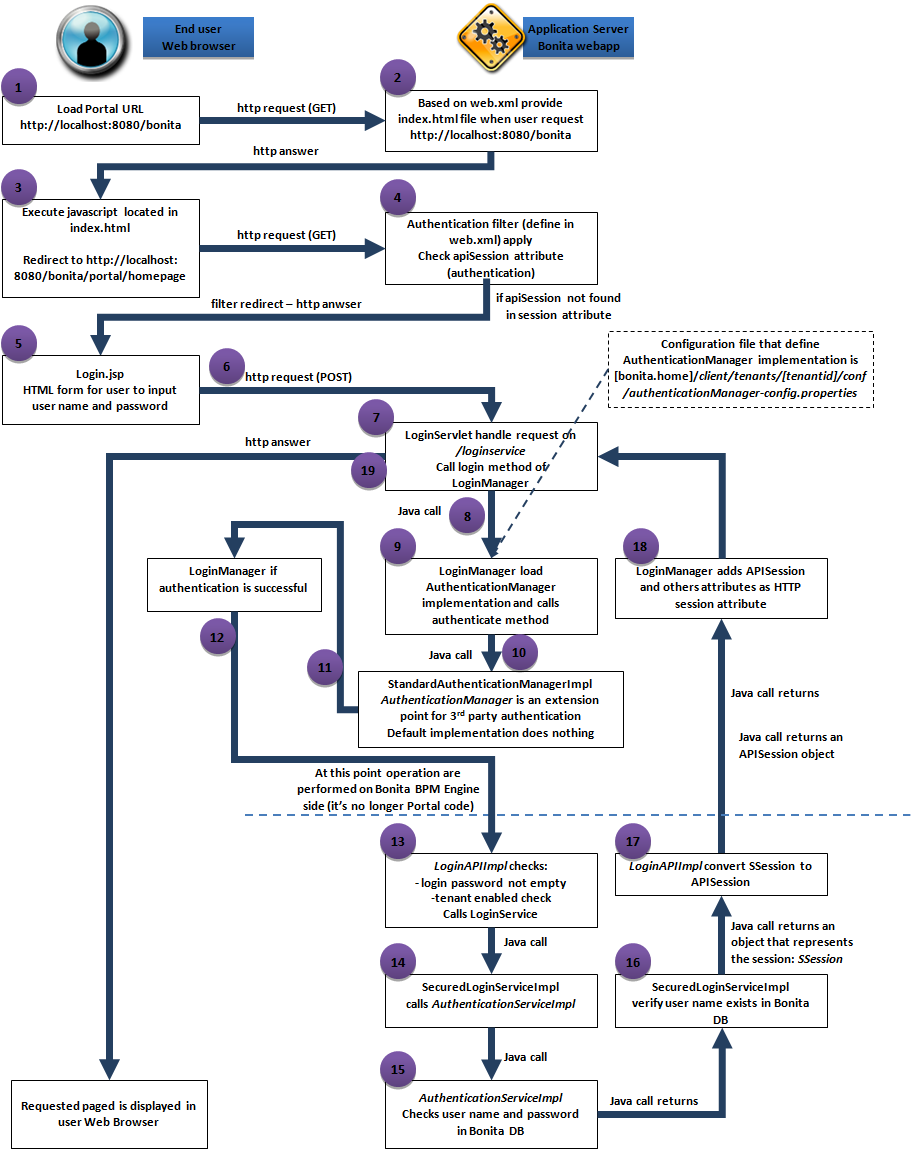 End user
Web browser
Application Server
Bonita webapp
1
Load Portal URL
http://localhost:8080/bonita
http request (GET)
2
Based on web.xml provide
index.html file when user request
http://localhost:8080/bonita
http answer
3
Execute javascript located in
index.html
Redirect to http://localhost:
8080/bonita/portal/homepage
http request (GET)
4
Authentication filter (define in
web.xml) apply
Check apiSession attribute
(authentication)
filter redirect – http anwser
if apiSession not found
in session attribute
5
Login.jsp
HTML form for user to input
user name and password
6
http request (POST)
Configuration file that define
AuthenticationManager implementation is
[bonita.home]/client/tenants/[tenantid]/conf
/authenticationManager-config.properties
7
LoginServlet handle request on
/loginservice
Call login method of
LoginManager
http answer
19
Java call
8
9
LoginManager load
AuthenticationManager
implementation and calls
authenticate method
18
LoginManager adds APISession
and others attributes as HTTP
session attribute
LoginManager if
authentication is successful
12
Java call
10
11
StandardAuthenticationManagerImpl
AuthenticationManager is an extension
point for 3rd party authentication
Default implementation does nothing
Java call returns
Java call returns an
APISession object
At this point operation are
performed on Bonita BPM Engine
side (it’s no longer Portal code)
13
LoginAPIImpl checks:
- login password not empty
-tenant enabled check
Calls LoginService
17
LoginAPIImpl convert SSession to
APISession
Java call
Java call returns an
object that represents
the session: SSession
14
SecuredLoginServiceImpl
calls AuthenticationServiceImpl
16
SecuredLoginServiceImpl
verify user name exists in Bonita
DB
Java call
15
AuthenticationServiceImpl
Checks user name and password
in Bonita DB
Java call returns
Requested paged is displayed in
user Web Browser